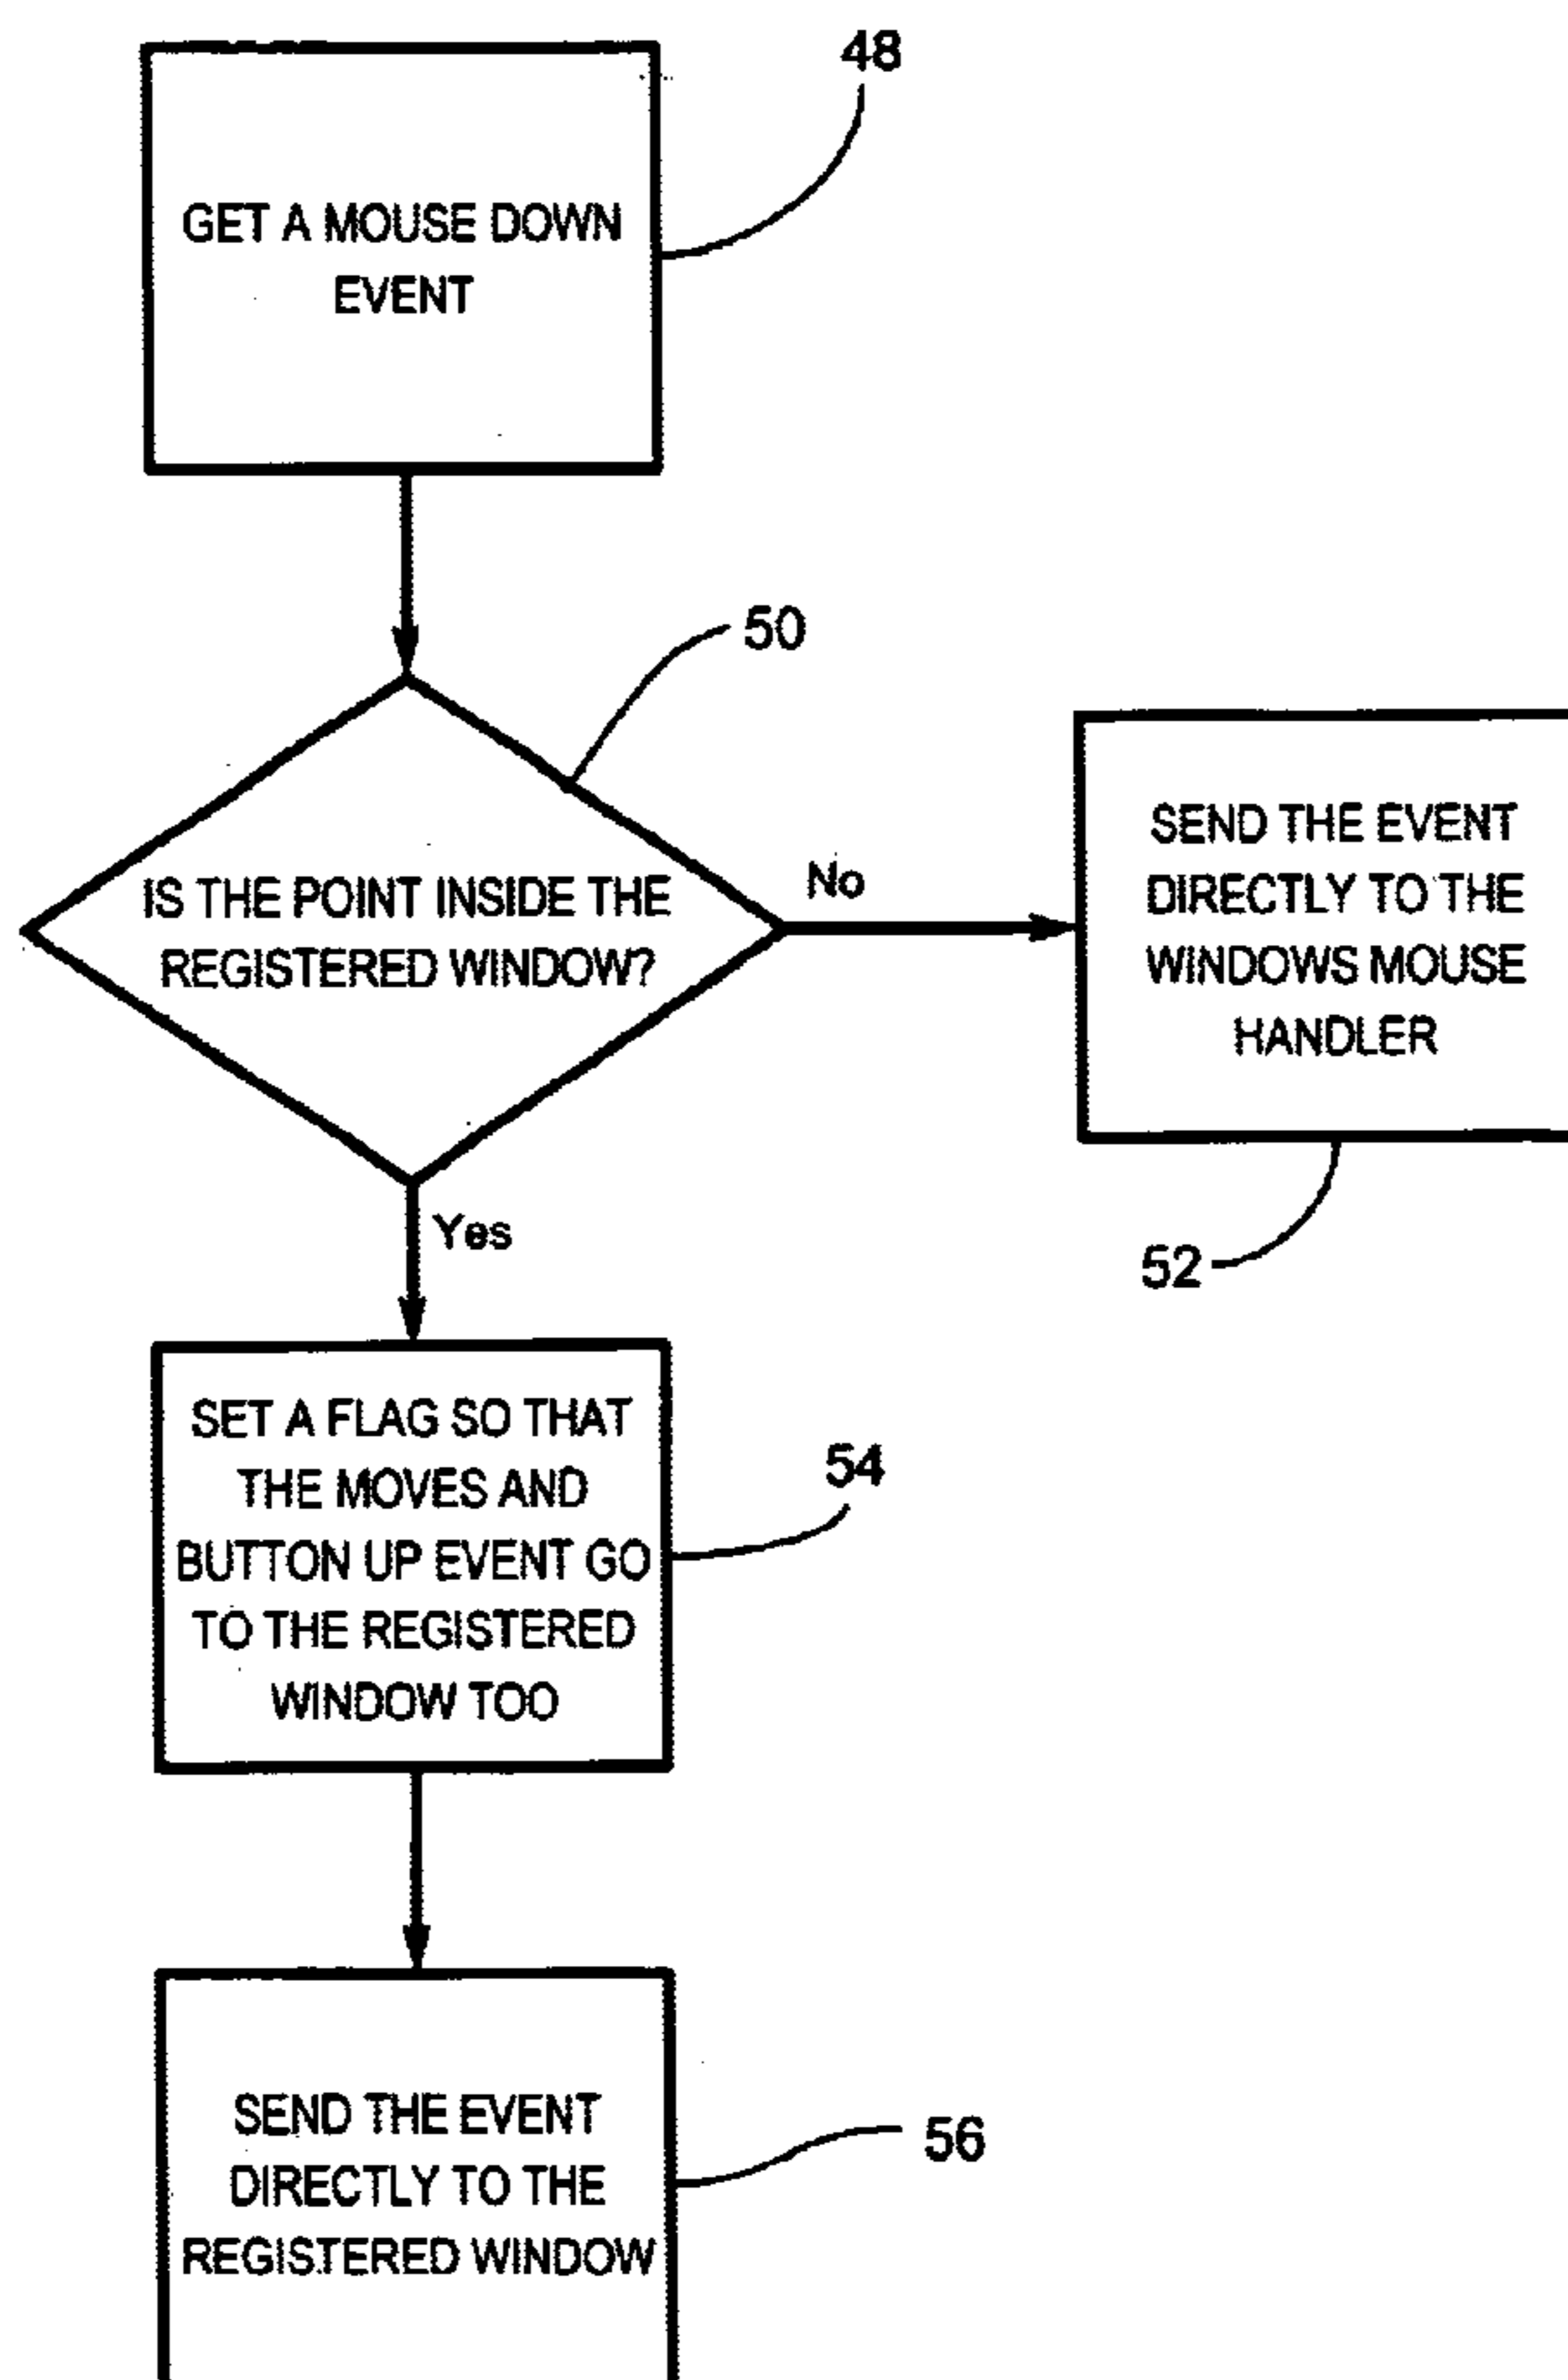 48
GET A MOUSE DOWN
EVENT
50
IS THE POINT INSIDE THE
REGISTERED WINDOW?
No
SEND THE EVENT
DIRECTLY TO THE
WINDOWS MOUSE
HANDLER
52
Yes
SET A FLAG SO THAT
THE MOVES AND
BUTTON UP EVENT GO
TO THE REGISTERED
WINDOW TOO
54
SEND THE EVENT
DIRECTLY TO THE
REGISTERED WINDOW
56